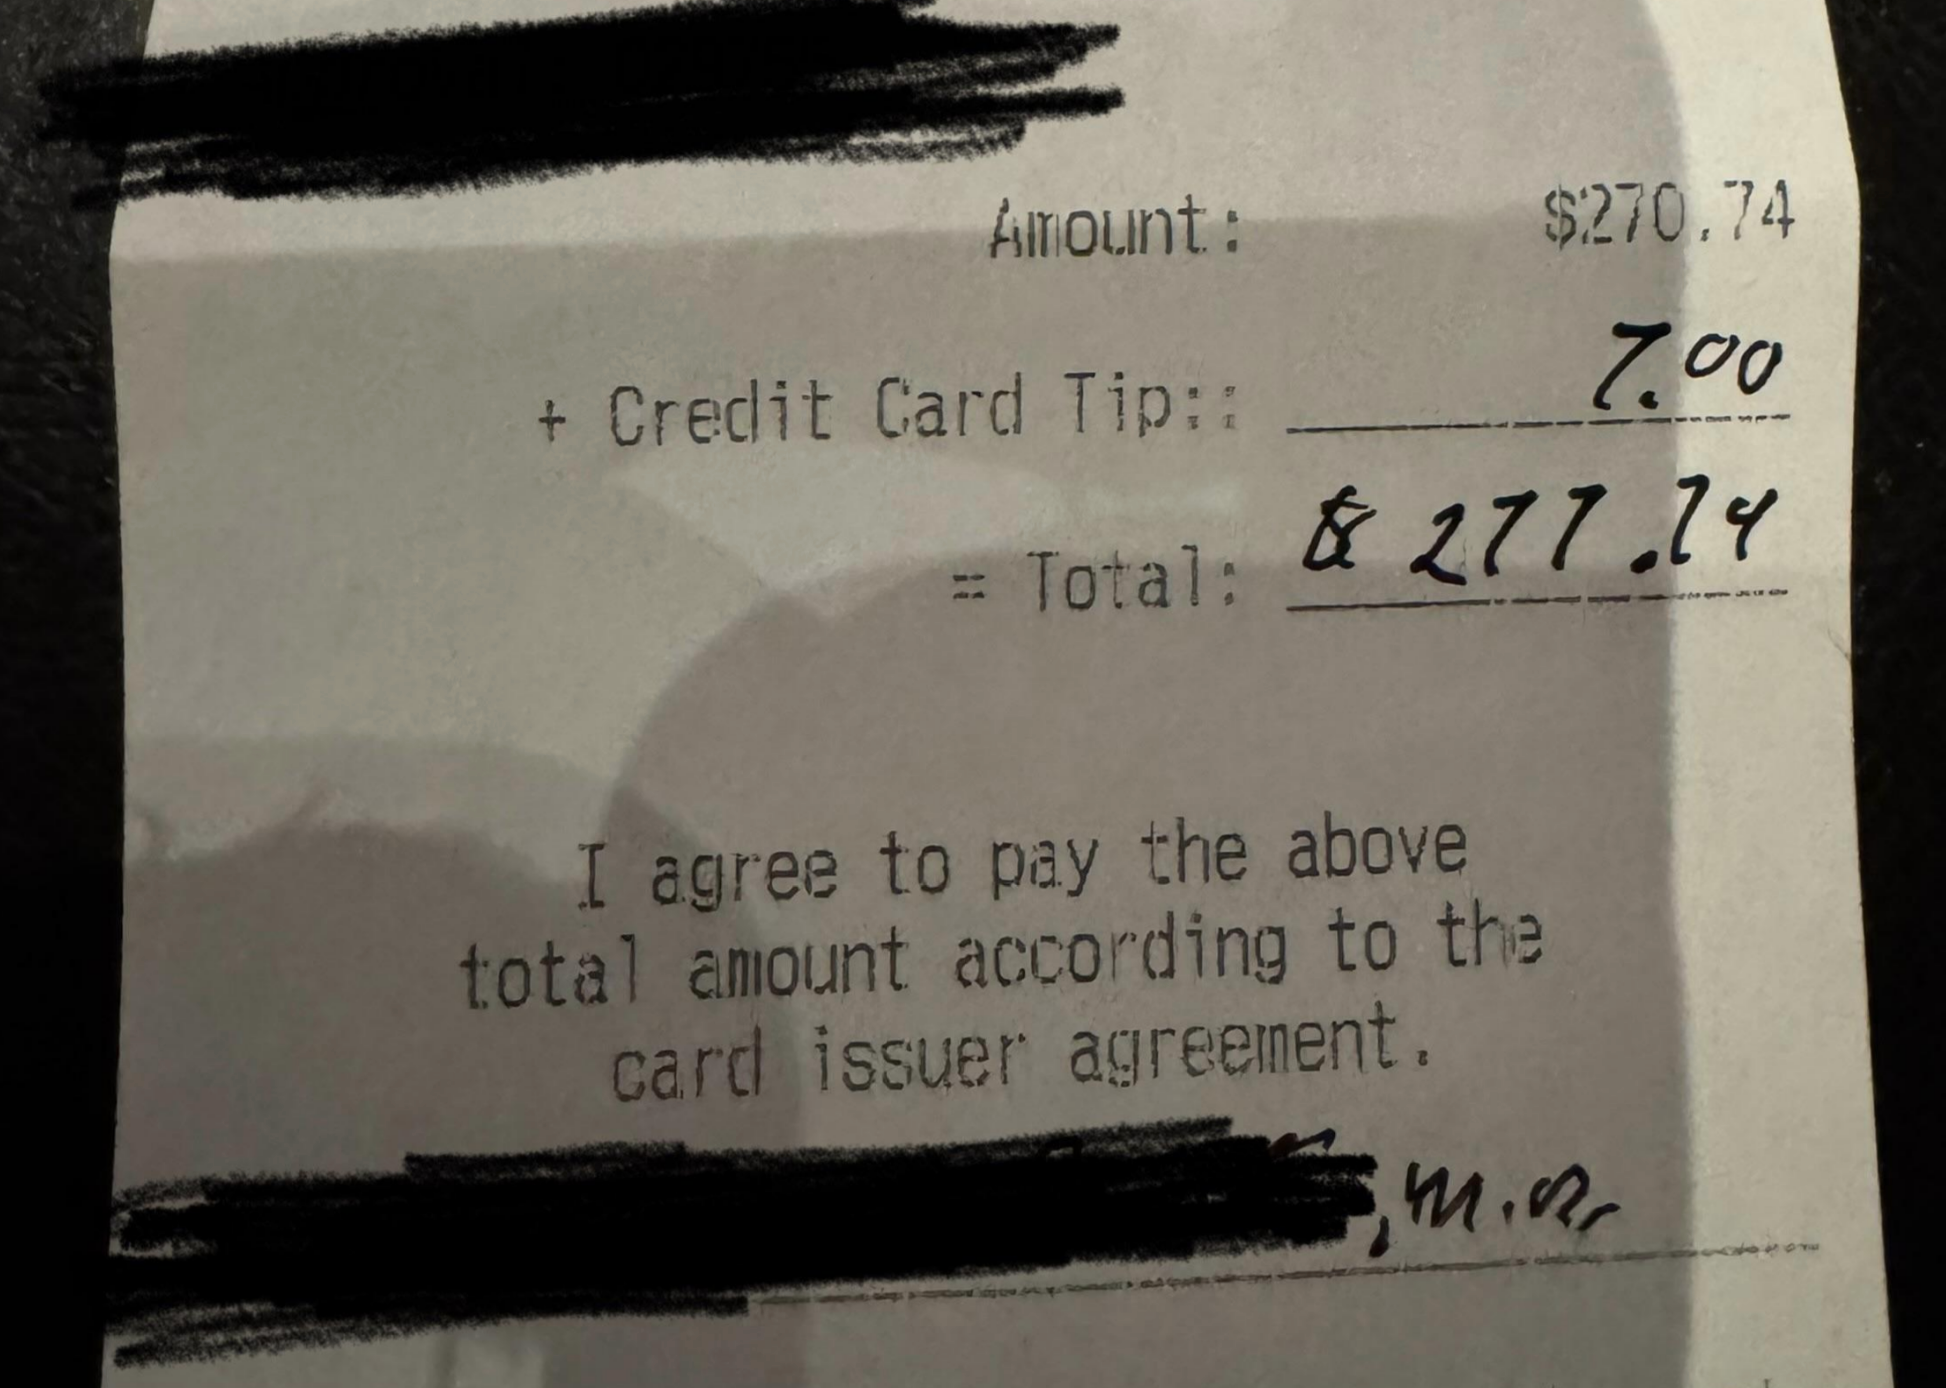 Amount: $270.74
+ Credit Card Tip:: 7.00
= Total: $ 277.74
I agree to pay the above
total amount according to the
card issuer agreement.
, M.D.